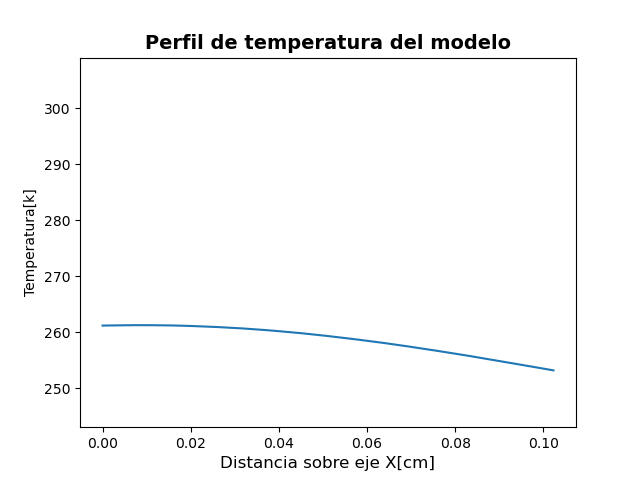 Perfil de temperatura del modelo
Temperatura[k]
300
290
280
270
260
250
0.00 0.02 0.04 0.06 0.08 0.10
Distancia sobre eje X[cm]